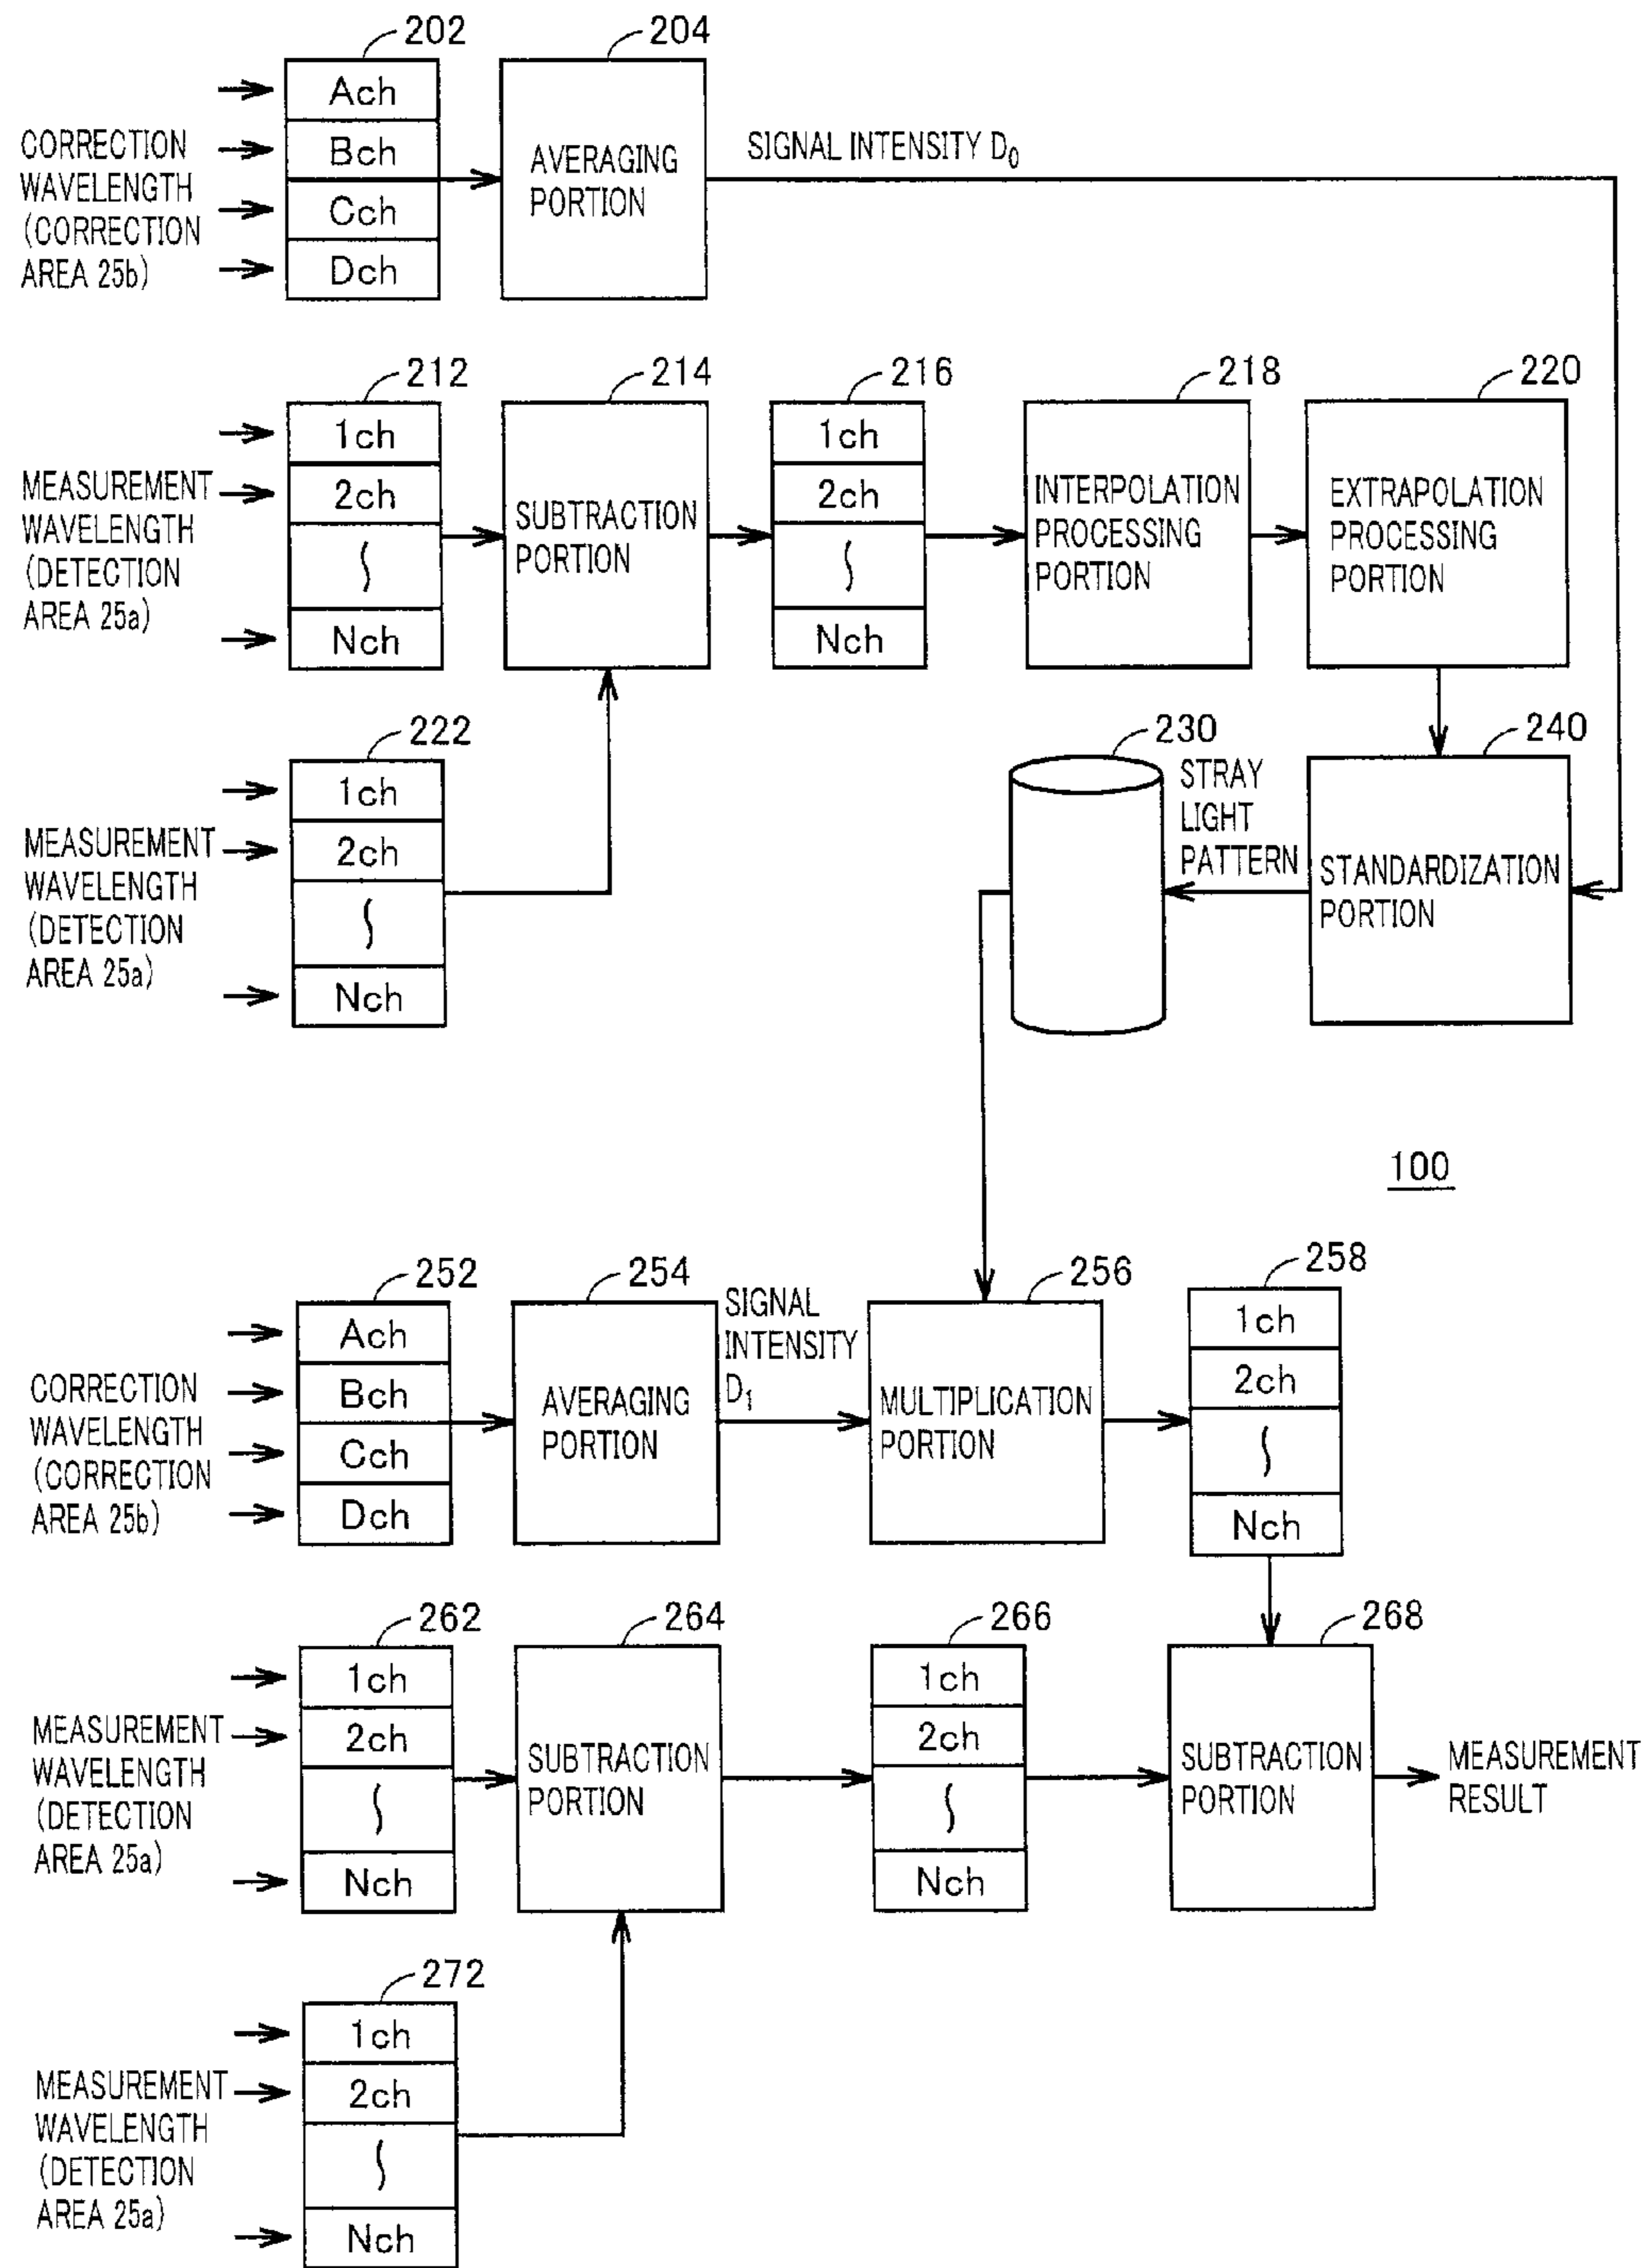 202
204
Ach
Bch
Cch
Dch
CORRECTION
WAVELENGTH
(CORRECTION
AREA 25b)
AVERAGING
PORTION
SIGNAL INTENSITY D₀
212
214
216
218
220
MEASUREMENT
WAVELENGTH
(DETECTION
AREA 25a)
1ch
2ch
Nch
SUBTRACTION
PORTION
1ch
2ch
Nch
INTERPOLATION
PROCESSING
PORTION
EXTRAPOLATION
PROCESSING
PORTION
222
230
240
MEASUREMENT
WAVELENGTH
(DETECTION
AREA 25a)
1ch
2ch
Nch
STRAY
LIGHT
PATTERN
STANDARDIZATION
PORTION
100
252
254
256
258
CORRECTION
WAVELENGTH
(CORRECTION
AREA 25b)
Ach
Bch
Cch
Dch
AVERAGING
PORTION
SIGNAL
INTENSITY
D₁
MULTIPLICATION
PORTION
1ch
2ch
Nch
262
264
266
268
MEASUREMENT
WAVELENGTH
(DETECTION
AREA 25a)
1ch
2ch
Nch
SUBTRACTION
PORTION
1ch
2ch
Nch
SUBTRACTION
PORTION
MEASUREMENT
RESULT
272
MEASUREMENT
WAVELENGTH
(DETECTION
AREA 25a)
1ch
2ch
Nch